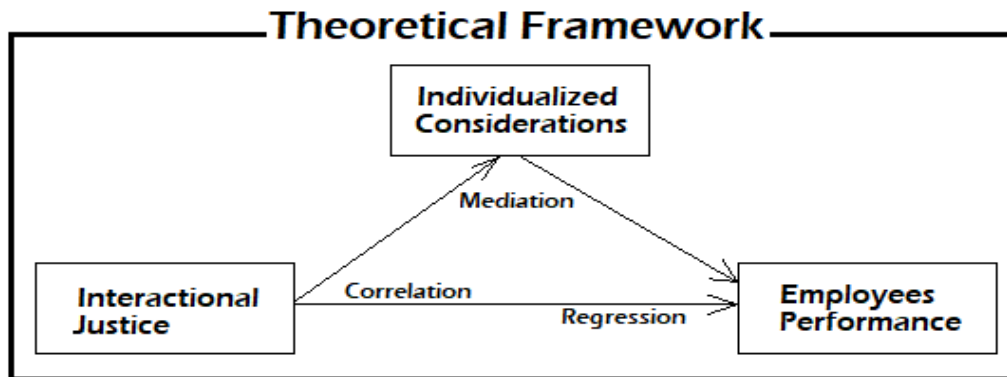 Theoretical Framework
Individualized
Considerations
Mediation
Interactional
Justice
Correlation
Regression
Employees
Performance